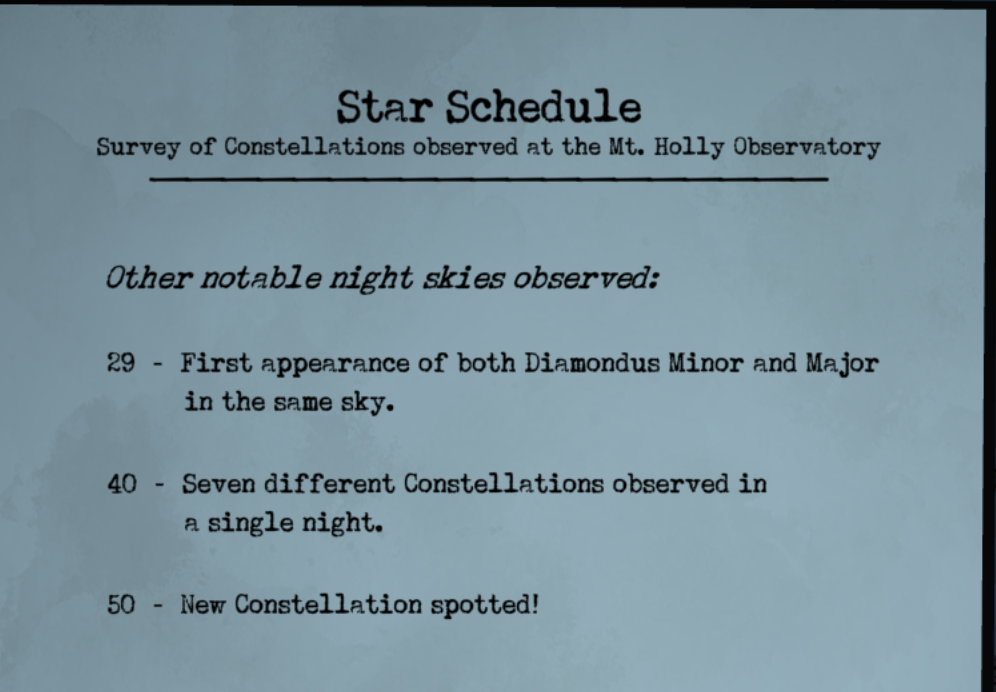 Star Schedule
Survey of Constellations observed at the Mt. Holly Observatory
Other notable night skies observed:
29 - First appearance of both Diamondus Minor and Major
in the same sky.
40 - Seven different Constellations observed in
a single night.
50 - New Constellation spotted!